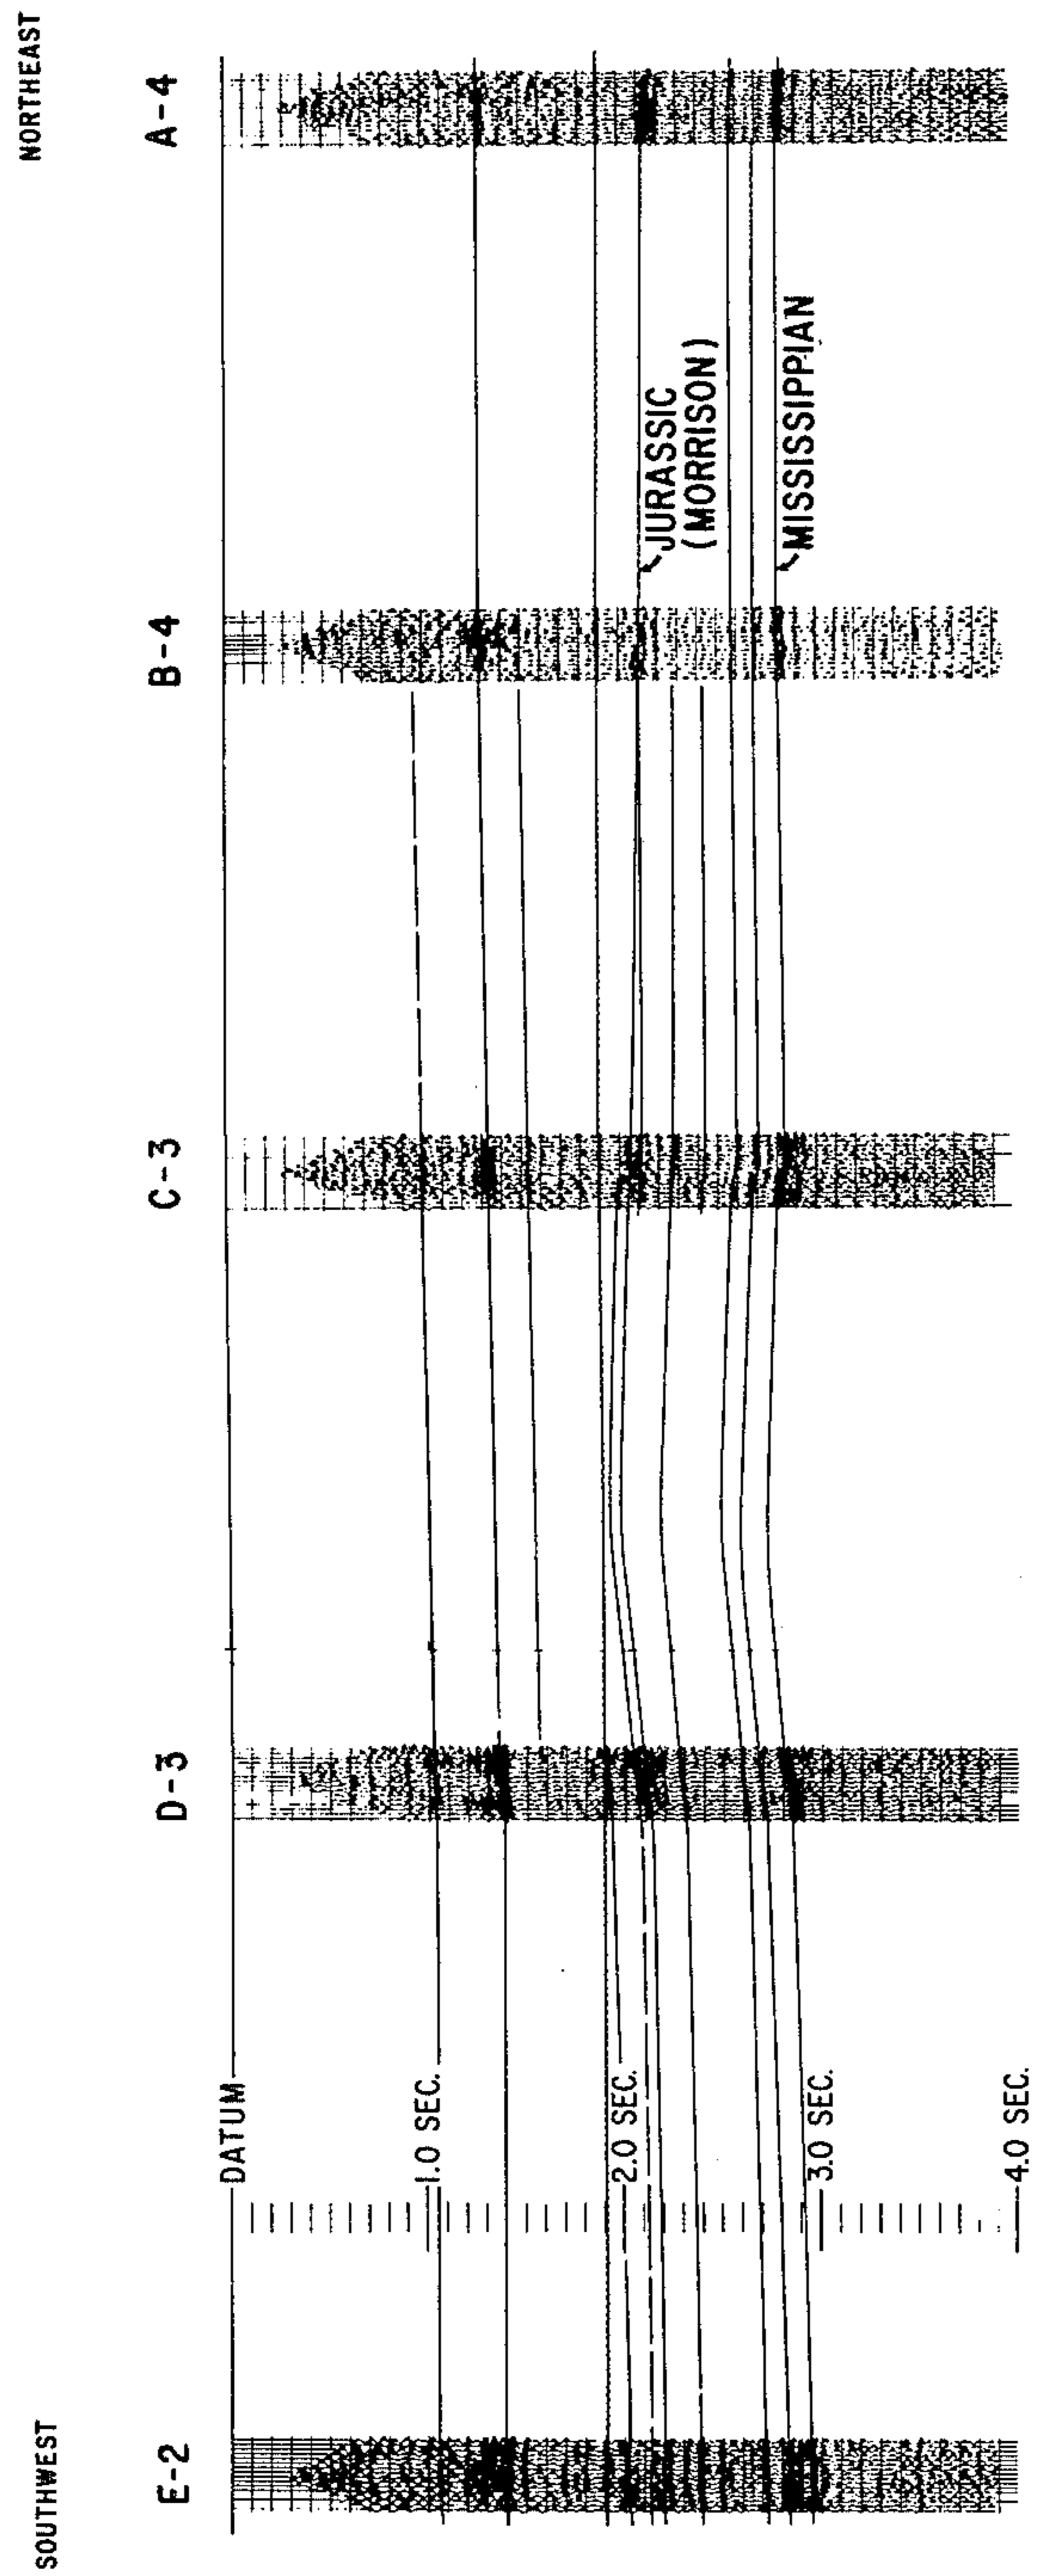 SOUTHWEST
NORTHEAST
E-2
D-3
C-3
B-4
A-4
DATUM
1.0 SEC.
2.0 SEC.
3.0 SEC.
4.0 SEC.
JURASSIC
(MORRISON)
MISSISSIPPIAN